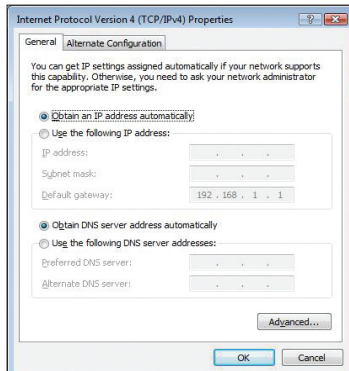 Internet Protocol Version 4 (TCP/IPv4) Properties
General Alternate Configuration
You can get IP settings assigned automatically if your network supports
this capability. Otherwise, you need to ask your network administrator
for the appropriate IP settings.
Obtain an IP address automatically
Use the following IP address:
IP address: . . .
Subnet mask: . . .
Default gateway: 192 . 168 . 1 . 1
Obtain DNS server address automatically
Use the following DNS server addresses:
Preferred DNS server: . . .
Alternate DNS server: . . .
Advanced...
OK Cancel